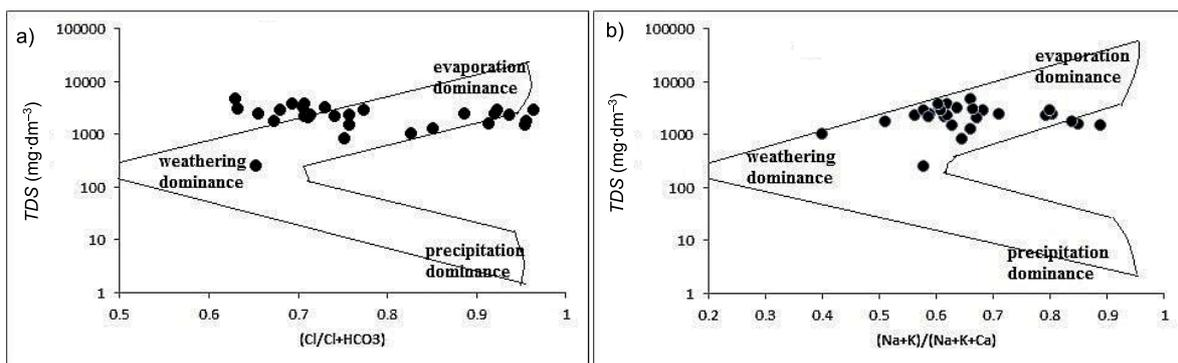 a)
100000
10000
1000
100
10
1
TDS (mg·dm–3)
evaporation
dominance
weathering
dominance
precipitation
dominance
0.5 0.6 0.7 0.8 0.9 1
(Cl/Cl+HCO3)
b)
100000
10000
1000
100
10
1
TDS (mg·dm–3)
evaporation
dominance
weathering
dominance
precipitation
dominance
0.2 0.3 0.4 0.5 0.6 0.7 0.8 0.9 1
(Na+K)/(Na+K+Ca)